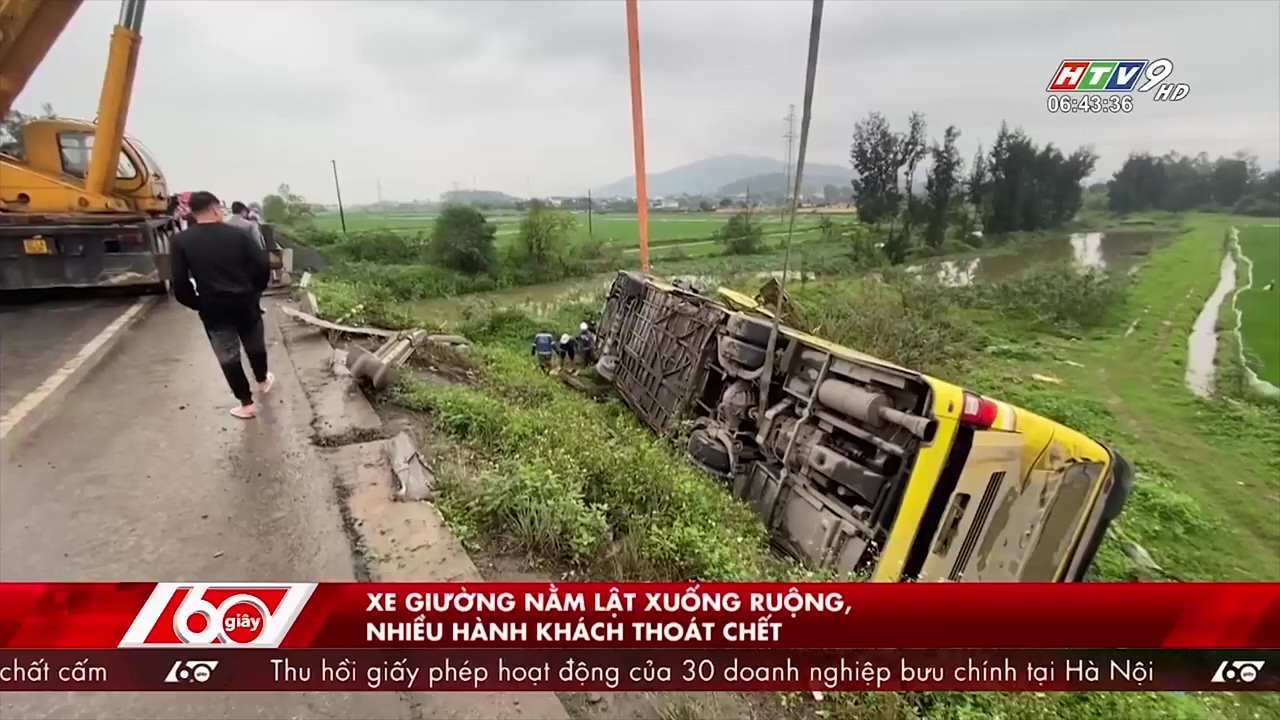 HTV9 HD
06:43:36
60 giây
XE GIƯỜNG NẰM LẬT XUỐNG RUỘNG,
NHIỀU HÀNH KHÁCH THOÁT CHẾT
chất cấm 60 Thu hồi giấy phép hoạt động của 30 doanh nghiệp bưu chính tại Hà Nội 60